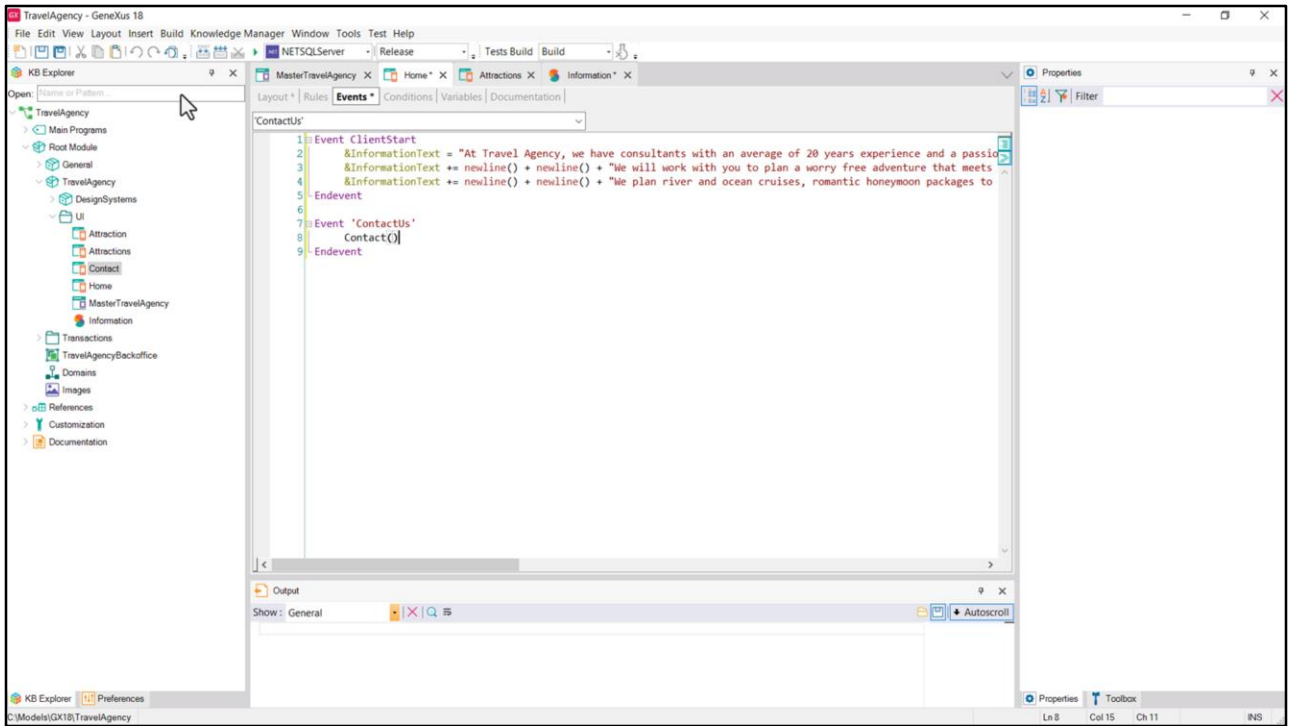 TravelAgency - GeneXus 18
File Edit View Layout Insert Build Knowledge Manager Window Tools Test Help
NETSQLServer Release Tests Build Build
KB Explorer
Open: Name or Pattern...
TravelAgency
Main Programs
Root Module
General
TravelAgency
DesignSystems
UI
Attraction
Attractions
Contact
Home
MasterTravelAgency
Information
Transactions
TravelAgencyBackoffice
Domains
Images
References
Customization
Documentation
KB Explorer Preferences
MasterTravelAgency X Home* X Attractions X Information* X
Layout * Rules Events * Conditions Variables Documentation
'ContactUs'
1 Event ClientStart
2 &InformationText = "At Travel Agency, we have consultants with an average of 20 years experience and a passio
3 &InformationText += newline() + newline() + "We will work with you to plan a worry free adventure that meets
4 &InformationText += newline() + newline() + "We plan river and ocean cruises, romantic honeymoon packages to
5 Endevent
6
7 Event 'ContactUs'
8 Contact()
9 Endevent
Output
Show: General
Autoscroll
Properties
Filter
Properties Toolbox
C:\Models\GX18\TravelAgency
Ln 8 Col 15 Ch 11 INS